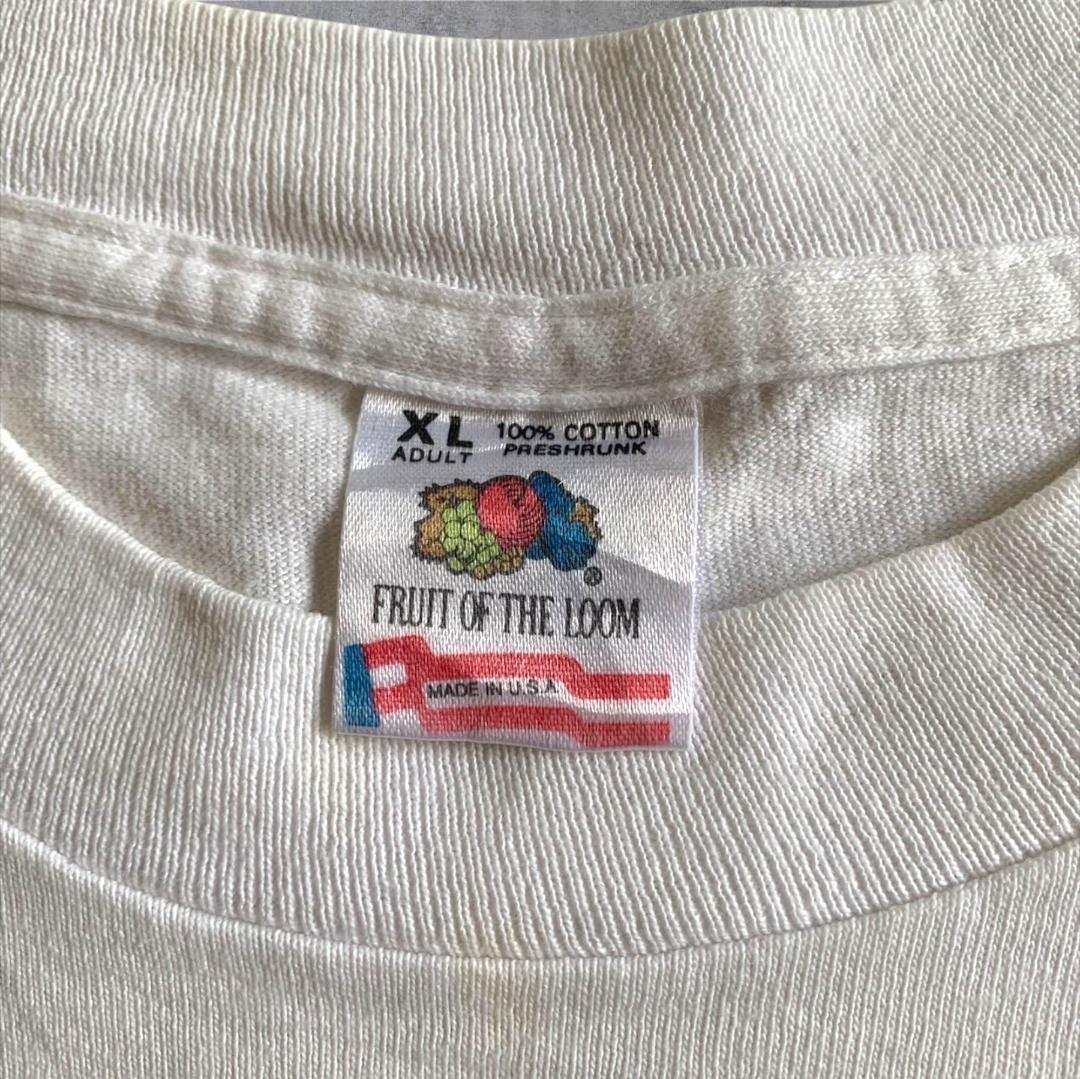 XL 100% COTTON
ADULT PRESHRUNK
®
FRUIT OF THE LOOM
MADE IN U.S.A.